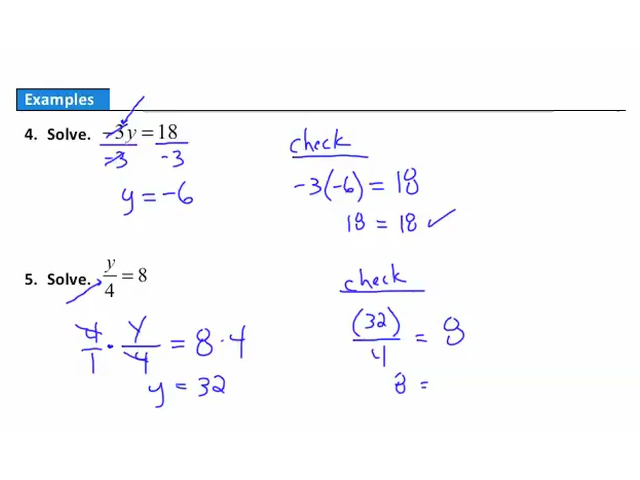 Examples
4. Solve. -3y = 18
-3 -3
y = -6
check
-3(-6) = 18
18 = 18 ✓
5. Solve. y/4 = 8
4/1 · y/4 = 8 · 4
y = 32
check
(32)/4 = 8
8 =